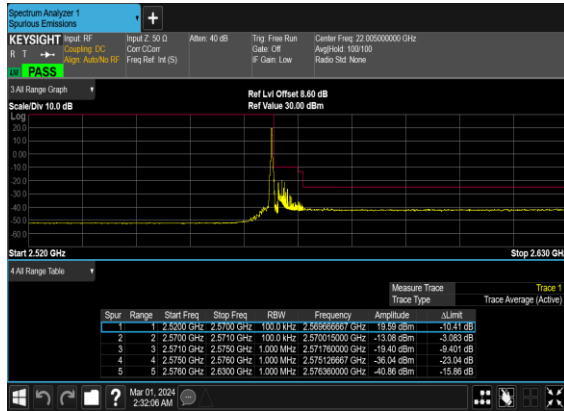 Spectrum Analyzer 1
Spurious Emissions
KEYSIGHT Input: RF Input Z: 50 Ω Atten: 40 dB Trig: Free Run Center Freq: 22.005000000 GHz
R T Coupling: DC Corr CCorr Gate: Off Avg|Hold: 100/100
Align: Auto/No RF Freq Ref: Int (S) IF Gain: Low Radio Std: None
PASS
3 All Range Graph
Ref Lvl Offset 8.60 dB
Scale/Div 10.0 dB Ref Value 30.00 dBm
Log
20.0
10.0
0.00
-10.0
-20.0
-30.0
-40.0
-50.0
-60.0
Start 2.520 GHz Stop 2.630 GH
4 All Range Table
Measure Trace Trace 1
Trace Type Trace Average (Active)
Spur Range Start Freq Stop Freq RBW Frequency Amplitude ΔLimit
1 1 2.5200 GHz 2.5700 GHz 100.0 kHz 2.569666667 GHz 19.59 dBm -10.41 dB
2 2 2.5700 GHz 2.5710 GHz 100.0 kHz 2.570015000 GHz -13.08 dBm -3.083 dB
3 3 2.5710 GHz 2.5750 GHz 1.000 MHz 2.571760000 GHz -19.40 dBm -9.401 dB
4 4 2.5750 GHz 2.5760 GHz 1.000 MHz 2.575126667 GHz -36.04 dBm -23.04 dB
5 5 2.5760 GHz 2.6300 GHz 1.000 MHz 2.576360000 GHz -40.86 dBm -15.86 dB
Mar 01, 2024
2:32:06 AM